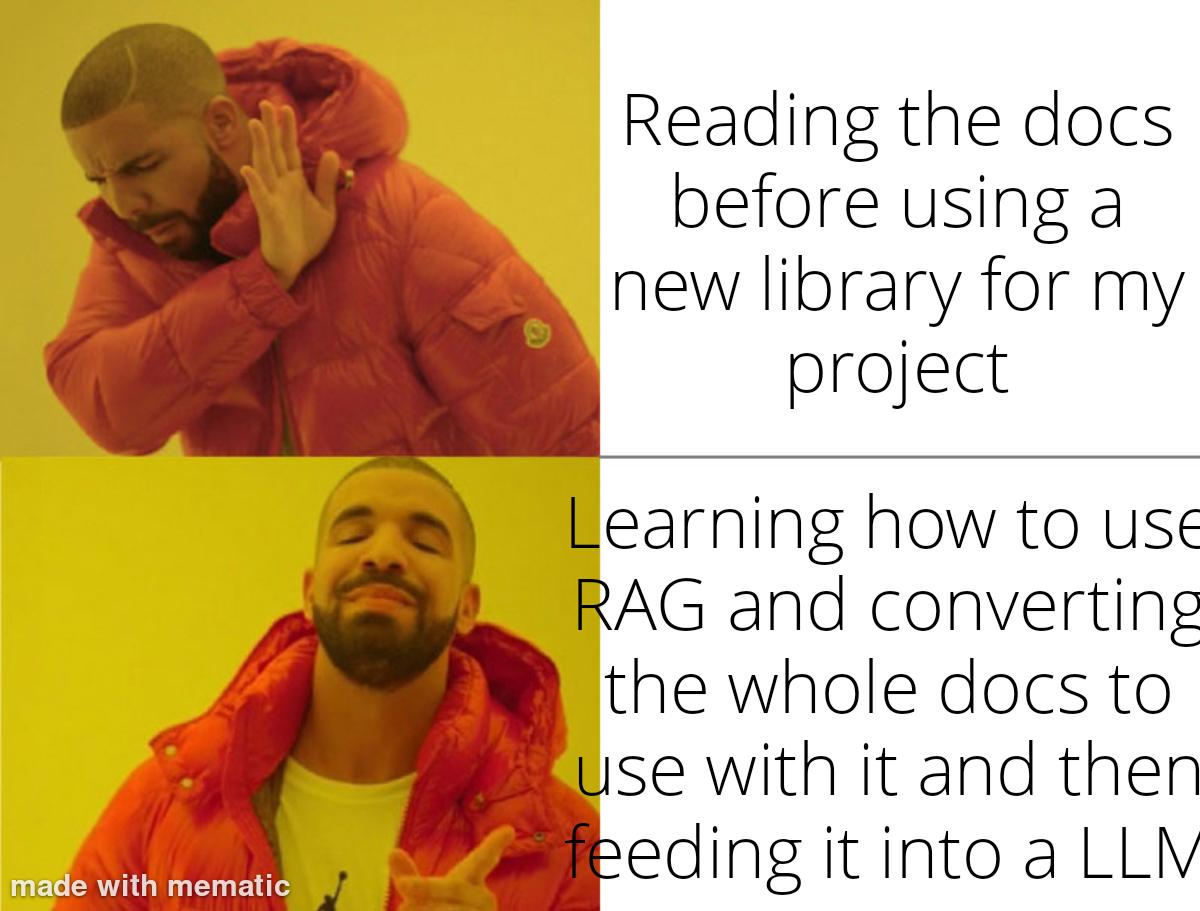 Reading the docs
before using a
new library for my
project
Learning how to use
RAG and converting
the whole docs to
use with it and then
feeding it into a LLM
made with mematic